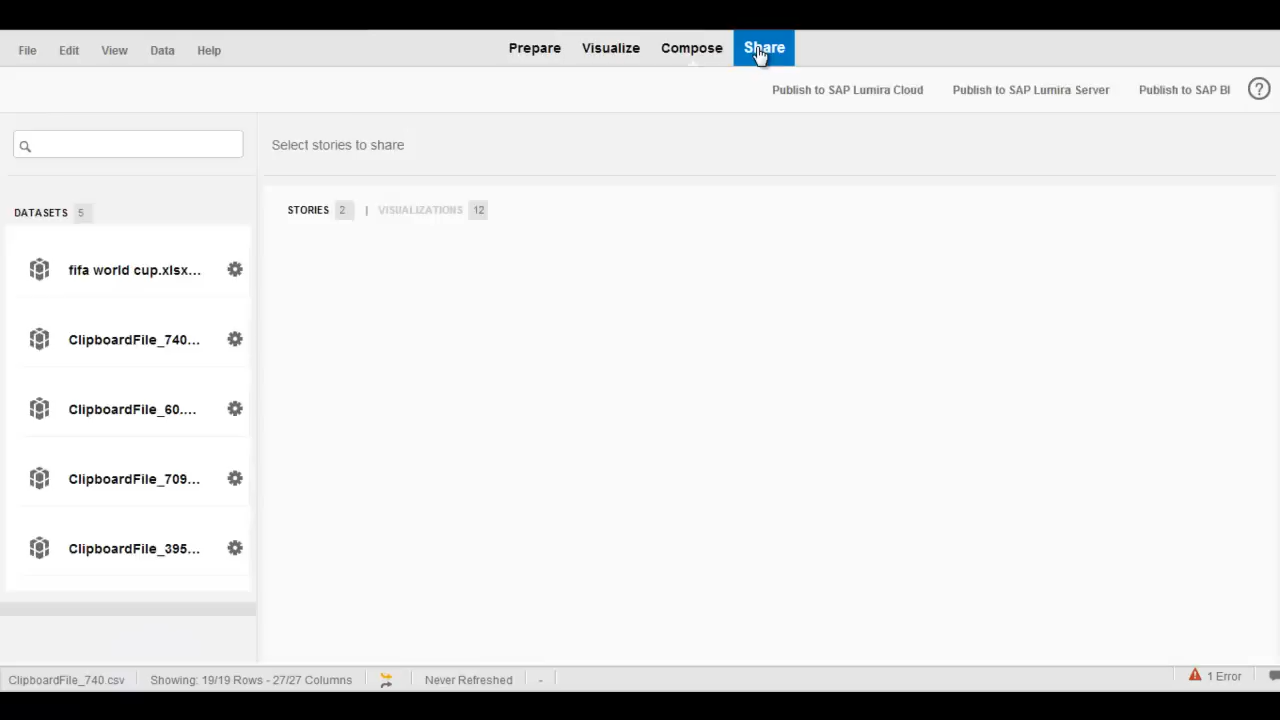 File Edit View Data Help Prepare Visualize Compose Share
Publish to SAP Lumira Cloud Publish to SAP Lumira Server Publish to SAP BI ?
Select stories to share
DATASETS 5
STORIES 2 | VISUALIZATIONS 12
fifa world cup.xlsx...
ClipboardFile_740...
ClipboardFile_60....
ClipboardFile_709...
ClipboardFile_395...
ClipboardFile_740.csv Showing: 19/19 Rows - 27/27 Columns Never Refreshed - 1 Error